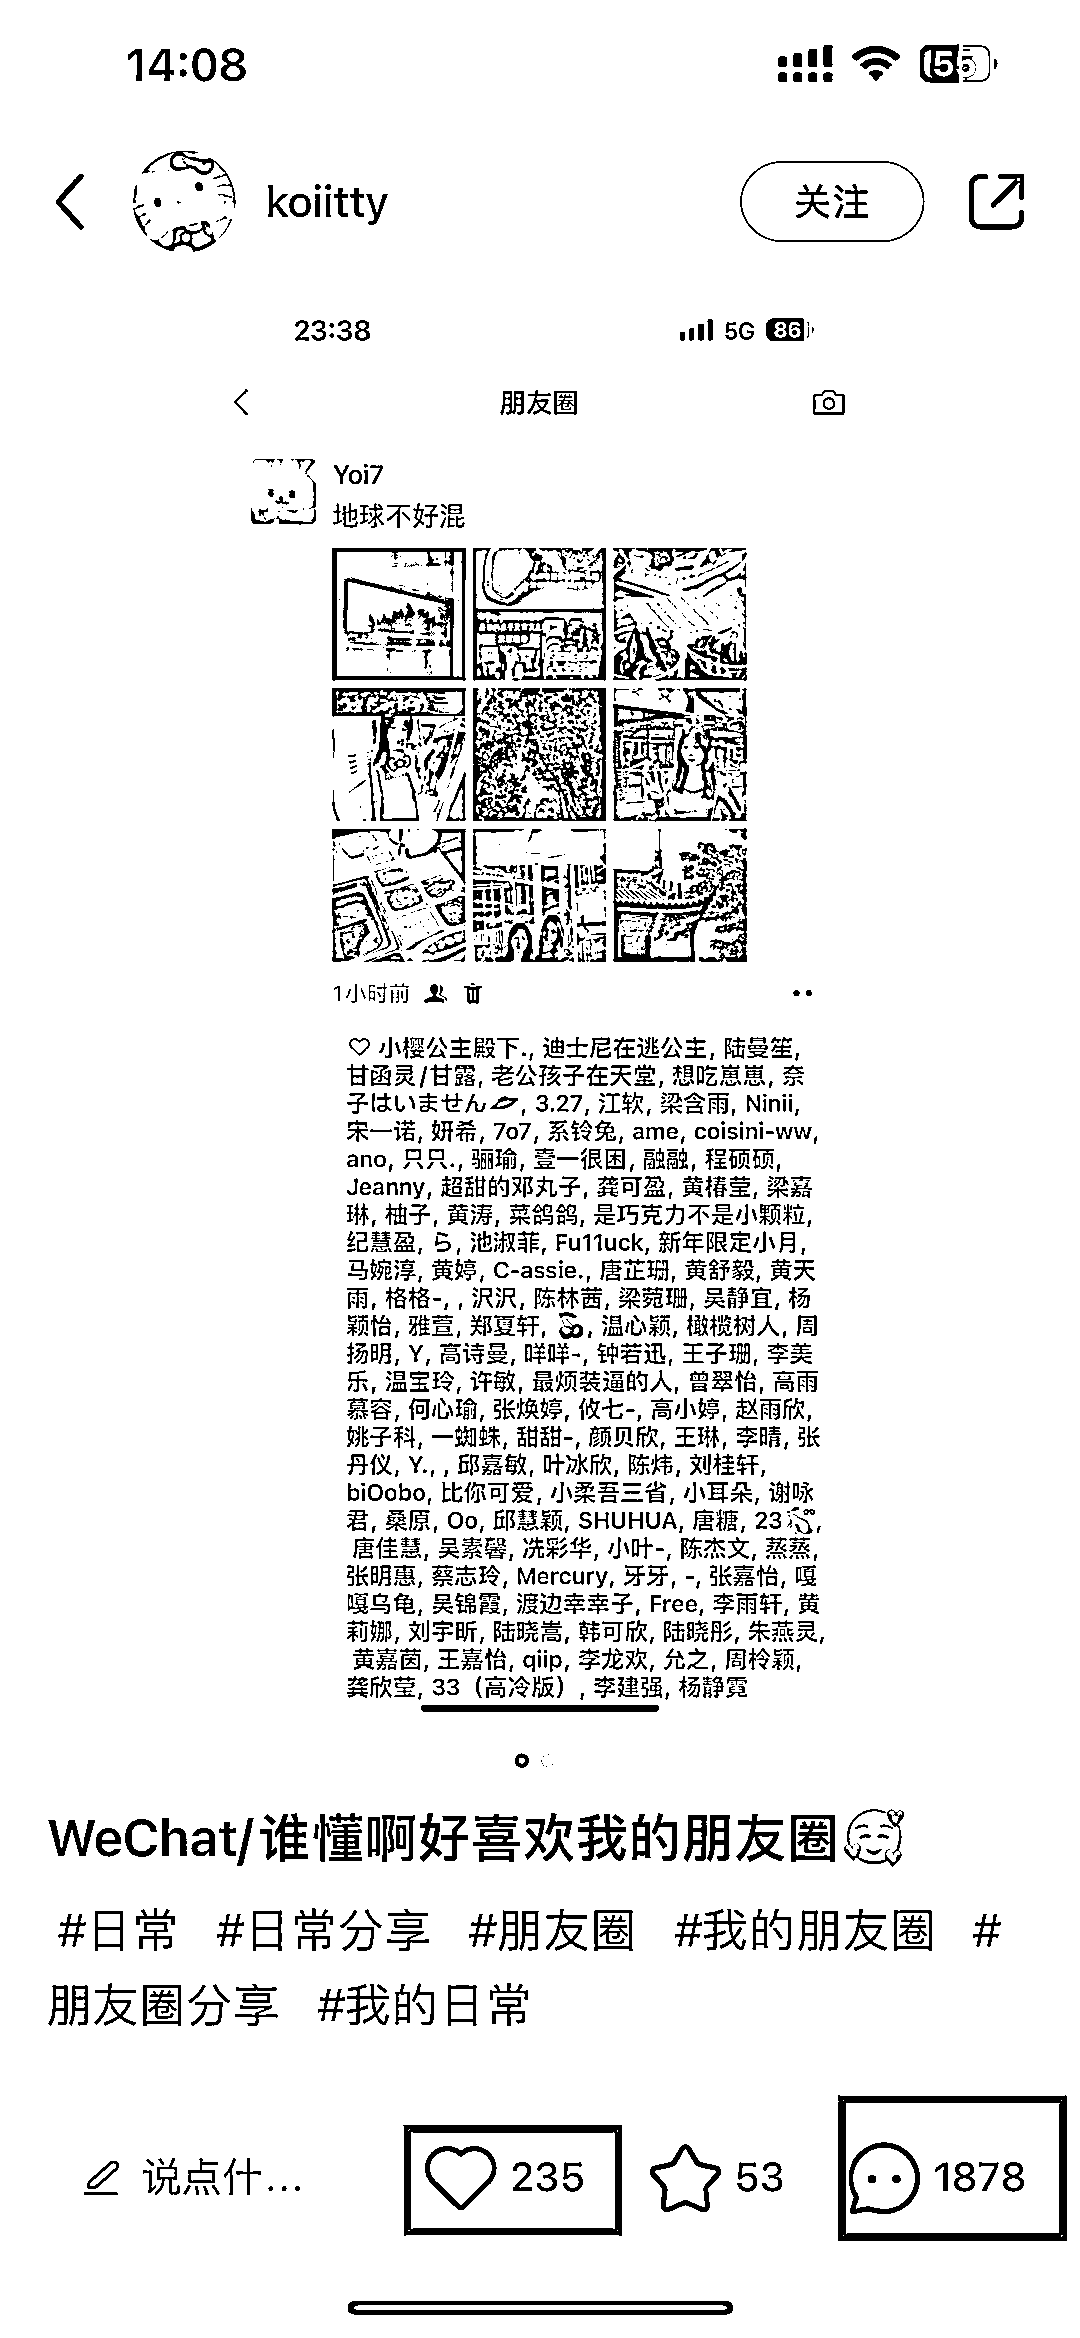 14:08
koiitty
关注
23:38
5G 86
朋友圈
Yoi7
地球不好混
1小时前
小樱公主殿下., 迪士尼在逃公主, 陆曼笙,
甘函灵/甘露, 老公孩子在天堂, 想吃崽崽, 奈
子はいません, 3.27, 江软, 梁含雨, Ninii,
宋一诺, 妍希, 7o7, 系铃兔, ame, coisini-ww,
ano, 只只., 骊瑜, 壹一很困, 融融, 程硕硕,
Jeanny, 超甜的邓丸子, 龚可盈, 黄椿莹, 梁嘉
琳, 柚子, 黄涛, 菜鸽鸽, 是巧克力不是小颗粒,
纪慧盈, ら, 池淑菲, Fu11uck, 新年限定小月,
马婉淳, 黄婷, C-assie., 唐芷珊, 黄舒毅, 黄天
雨, 格格-, , 沢沢, 陈林茜, 梁菀珊, 吴静宜, 杨
颖怡, 雅萱, 郑夏轩, , 温心颖, 橄榄树人, 周
扬明, Y, 高诗曼, 咩咩-, 钟若迅, 王子珊, 李美
乐, 温宝玲, 许敏, 最烦装逼的人, 曾翠怡, 高雨
慕容, 何心瑜, 张焕婷, 攸七-, 高小婷, 赵雨欣,
姚子科, 一蜘蛛, 甜甜-, 颜贝欣, 王琳, 李晴, 张
丹仪, Y., , 邱嘉敏, 叶冰欣, 陈炜, 刘桂轩,
biOobo, 比你可爱, 小柔吾三省, 小耳朵, 谢咏
君, 桑原, Oo, 邱慧颖, SHUHUA, 唐糖, 23,
唐佳慧, 吴素馨, 冼彩华, 小叶-, 陈杰文, 蒸蒸,
张明惠, 蔡志玲, Mercury, 牙牙, -, 张嘉怡, 嘎
嘎乌龟, 吴锦霞, 渡边幸幸子, Free, 李雨轩, 黄
莉娜, 刘宇昕, 陆晓嵩, 韩可欣, 陆晓彤, 朱燕灵,
黄嘉茵, 王嘉怡, qiip, 李龙欢, 允之, 周柃颖,
龚欣莹, 33（高冷版）, 李建强, 杨静霓
WeChat/谁懂啊好喜欢我的朋友圈🥰
#日常 #日常分享 #朋友圈 #我的朋友圈 #
朋友圈分享 #我的日常
说点什... 235 53 1878